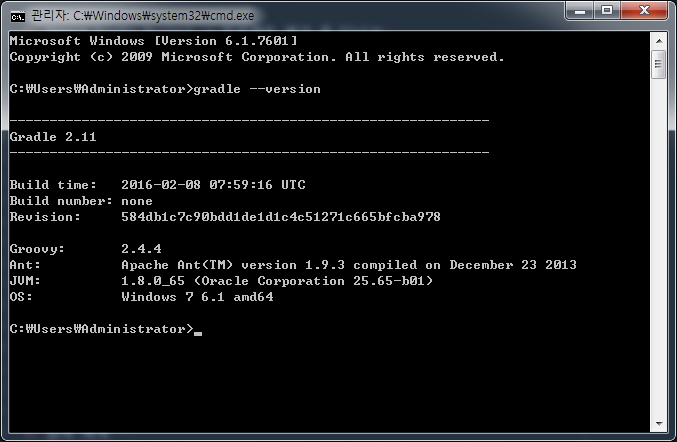 관리자: C:₩Windows₩system32₩cmd.exe
Microsoft Windows [Version 6.1.7601]
Copyright (c) 2009 Microsoft Corporation. All rights reserved.
C:₩Users₩Administrator>gradle --version
------------------------------------------------------------
Gradle 2.11
------------------------------------------------------------
Build time:   2016-02-08 07:59:16 UTC
Build number: none
Revision:     584db1c7c90bdd1de1d1c4c51271c665bfcba978
Groovy:       2.4.4
Ant:          Apache Ant(TM) version 1.9.3 compiled on December 23 2013
JVM:          1.8.0_65 (Oracle Corporation 25.65-b01)
OS:           Windows 7 6.1 amd64
C:₩Users₩Administrator>_